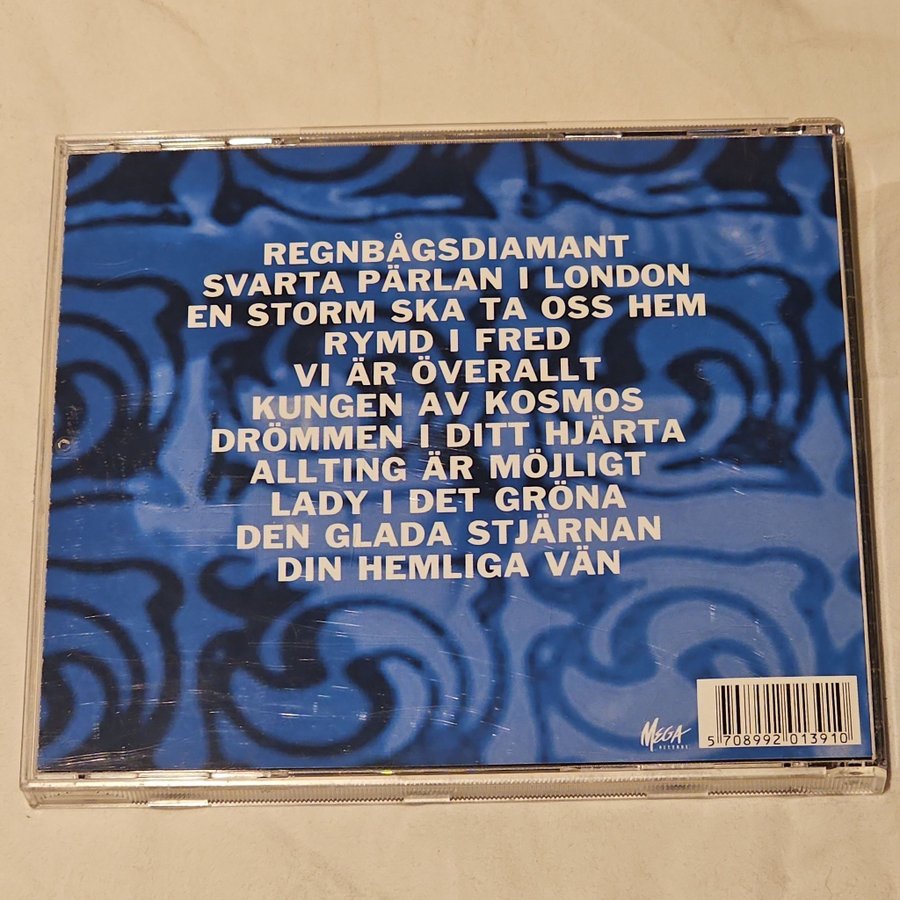 REGNBÅGSDIAMANT
SVARTA PÄRLAN I LONDON
EN STORM SKA TA OSS HEM
RYMD I FRED
VI ÄR ÖVERALLT
KUNGEN AV KOSMOS
DRÖMMEN I DITT HJÄRTA
ALLTING ÄR MÖJLIGT
LADY I DET GRÖNA
DEN GLADA STJÄRNAN
DIN HEMLIGA VÄN
MEGA
RECORDS
5 708992 013910